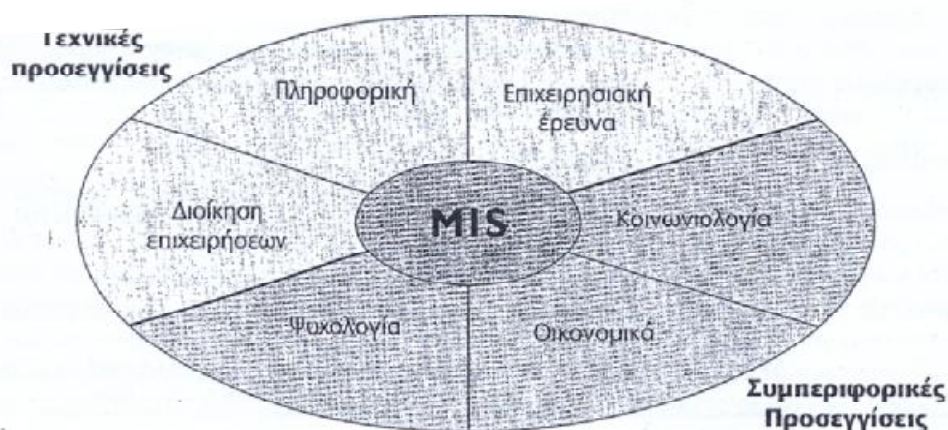 Τεχνικές
προσεγγίσεις
Πληροφορική
Επιχειρησιακή
έρευνα
Διοίκηση
επιχειρήσεων
MIS
Κοινωνιολογία
Ψυχολογία
Οικονομικά
Συμπεριφορικές
Προσεγγίσεις